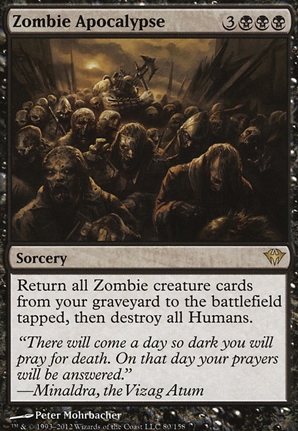 Zombie Apocalypse 3
Sorcery
Return all Zombie creature cards
from your graveyard to the battlefield
tapped, then destroy all Humans.
“There will come a day so dark you will
pray for death. On that day your prayers
will be answered.”
—Minaldra, the Vizag Atum
Peter Mohrbacher
™ & © 1993–2012 Wizards of the Coast LLC 80/158